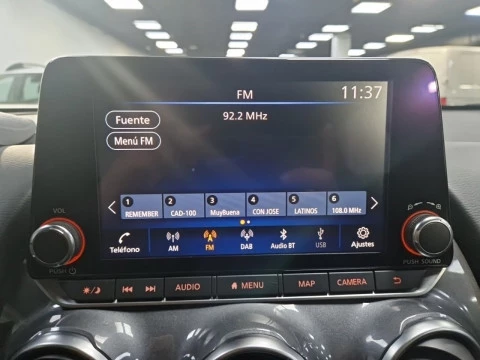 FM 11:37
Fuente 92.2 MHz
Menú FM
1 2 3 4 5 6
REMEMBER CAD-100 MuyBuena CON JOSE LATINOS 108.0 MHz
VOL
Teléfono AM FM DAB Audio BT USB Ajustes
PUSH PUSH SOUND
AUDIO MENU MAP CAMERA